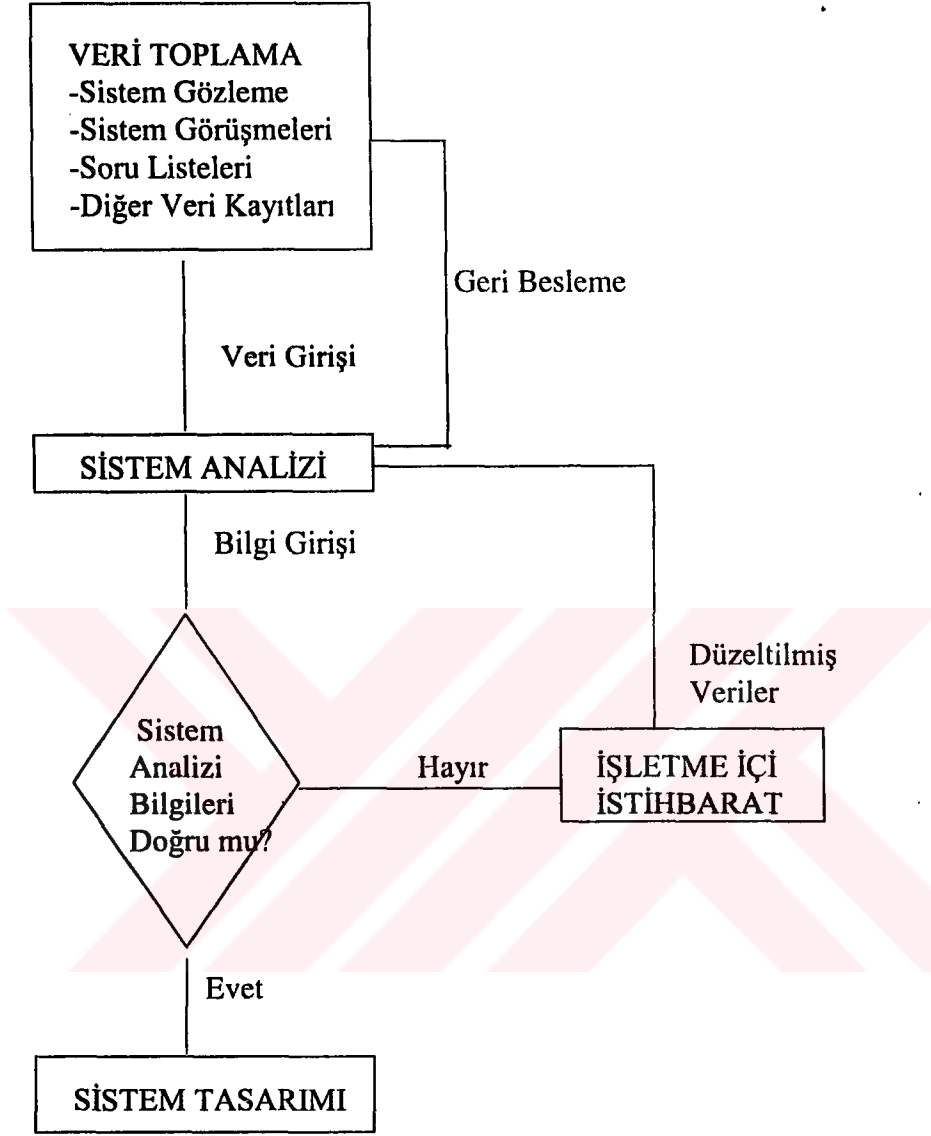 VERİ TOPLAMA
-Sistem Gözleme
-Sistem Görüşmeleri
-Soru Listeleri
-Diğer Veri Kayıtları
Geri Besleme
Veri Girişi
SİSTEM ANALİZİ
Bilgi Girişi
Düzeltilmiş
Veriler
Sistem
Analizi
Bilgileri
Doğru mu?
Hayır
İŞLETME İÇİ
İSTİHBARAT
Evet
SİSTEM TASARIMI